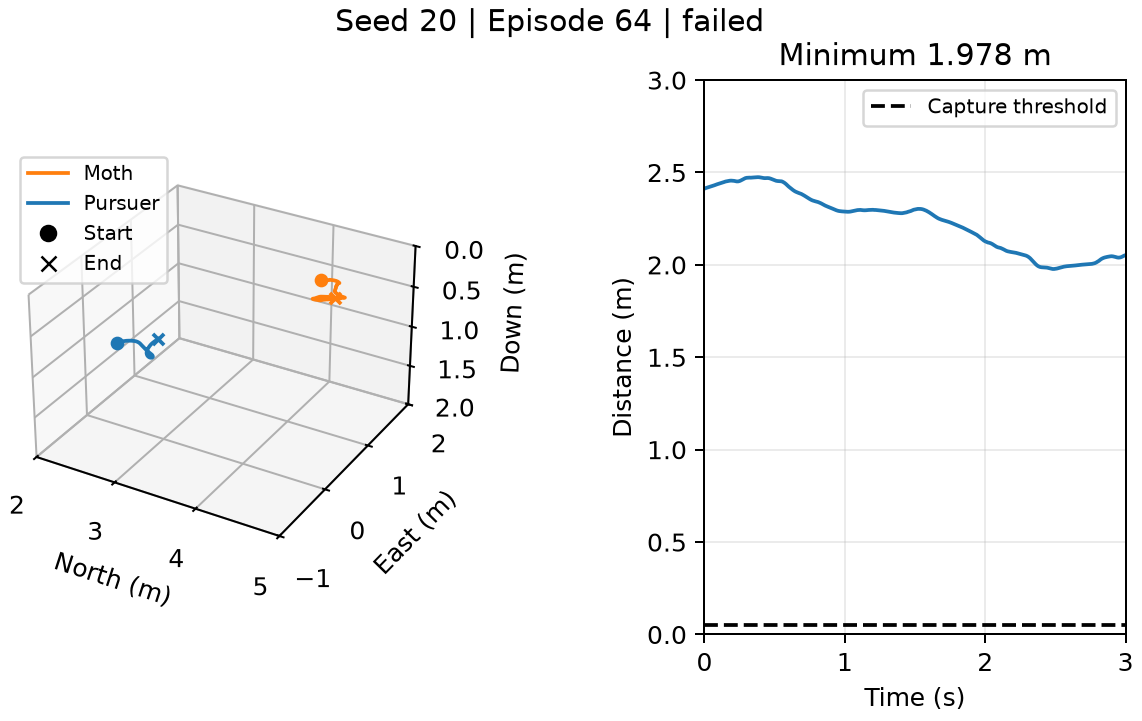 Seed 20 | Episode 64 | failed
Moth
Pursuer
Start
End
0.0
0.5
1.0
1.5
2.0
Down (m)
2
1
0
−1
East (m)
2
3
4
5
North (m)
Minimum 1.978 m
Capture threshold
3.0
2.5
2.0
1.5
1.0
0.5
0.0
Distance (m)
0
1
2
3
Time (s)